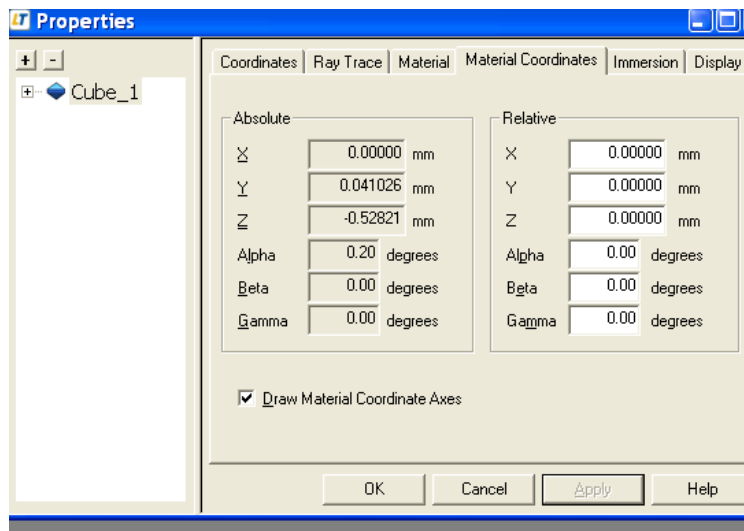 LT Properties
+ -
Coordinates Ray Trace Material Material Coordinates Immersion Display
Cube_1
Absolute Relative
X 0.00000 mm X 0.00000 mm
Y 0.041026 mm Y 0.00000 mm
Z -0.52821 mm Z 0.00000 mm
Alpha 0.20 degrees Alpha 0.00 degrees
Beta 0.00 degrees Beta 0.00 degrees
Gamma 0.00 degrees Gamma 0.00 degrees
Draw Material Coordinate Axes
OK Cancel Apply Help